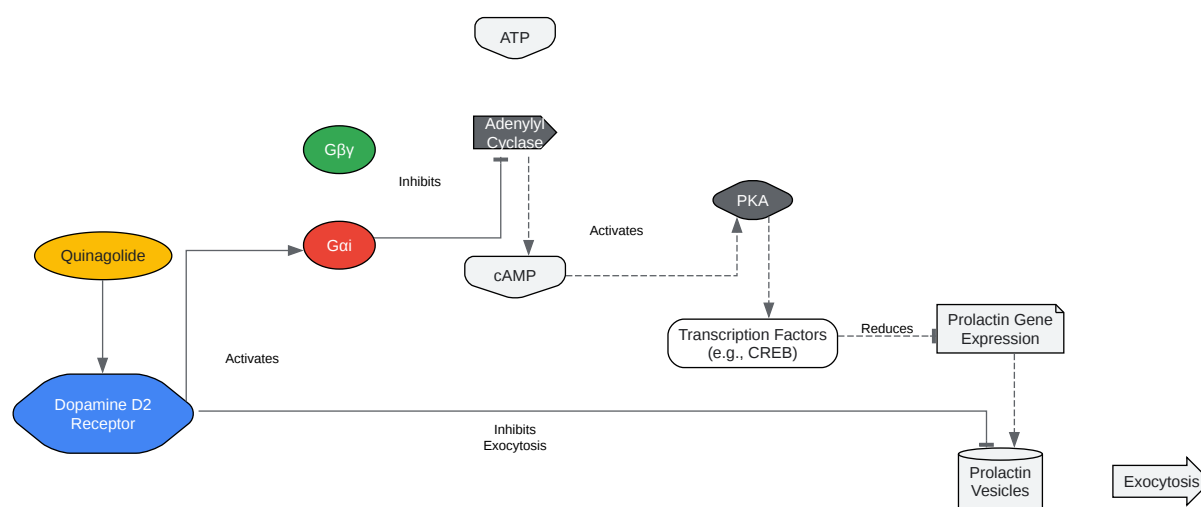 ATP
Adenylyl
Cyclase
Gβγ
Inhibits
PKA
Activates
Gαi
Quinagolide
cAMP
Transcription Factors
(e.g., CREB)
Reduces
Prolactin Gene
Expression
Activates
Dopamine D2
Receptor
Inhibits
Exocytosis
Prolactin
Vesicles
Exocytosis